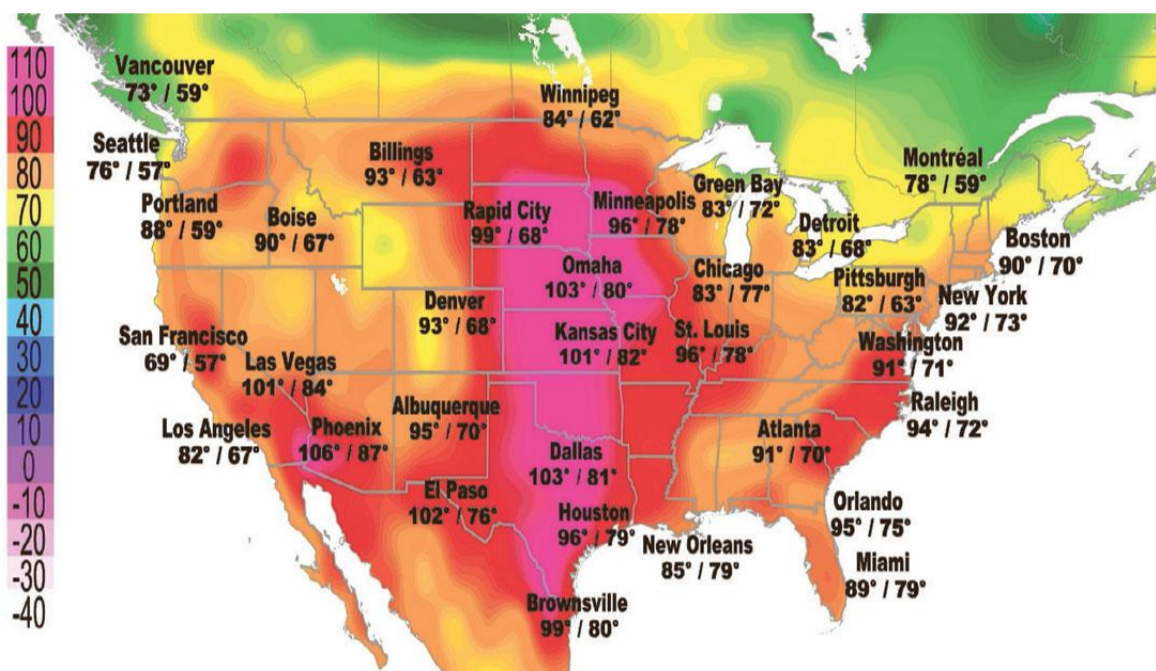 110
100
90
80
70
60
50
40
30
20
10
0
-10
-20
-30
-40
Vancouver
73° / 59°
Winnipeg
84° / 62°
Seattle
76° / 57°
Billings
93° / 63°
Montréal
78° / 59°
Portland
88° / 59°
Boise
90° / 67°
Rapid City
99° / 68°
Minneapolis
96° / 78°
Green Bay
83° / 72°
Detroit
83° / 68°
Boston
90° / 70°
Omaha
103° / 80°
Chicago
83° / 77°
Pittsburgh
82° / 63°
New York
92° / 73°
Denver
93° / 68°
San Francisco
69° / 57°
Las Vegas
101° / 84°
Kansas City
101° / 82°
St. Louis
96° / 78°
Washington
91° / 71°
Albuquerque
95° / 70°
Raleigh
94° / 72°
Los Angeles
82° / 67°
Phoenix
106° / 87°
Atlanta
91° / 70°
Dallas
103° / 81°
El Paso
102° / 76°
Houston
96° / 79°
Orlando
95° / 75°
New Orleans
85° / 79°
Miami
89° / 79°
Brownsville
99° / 80°